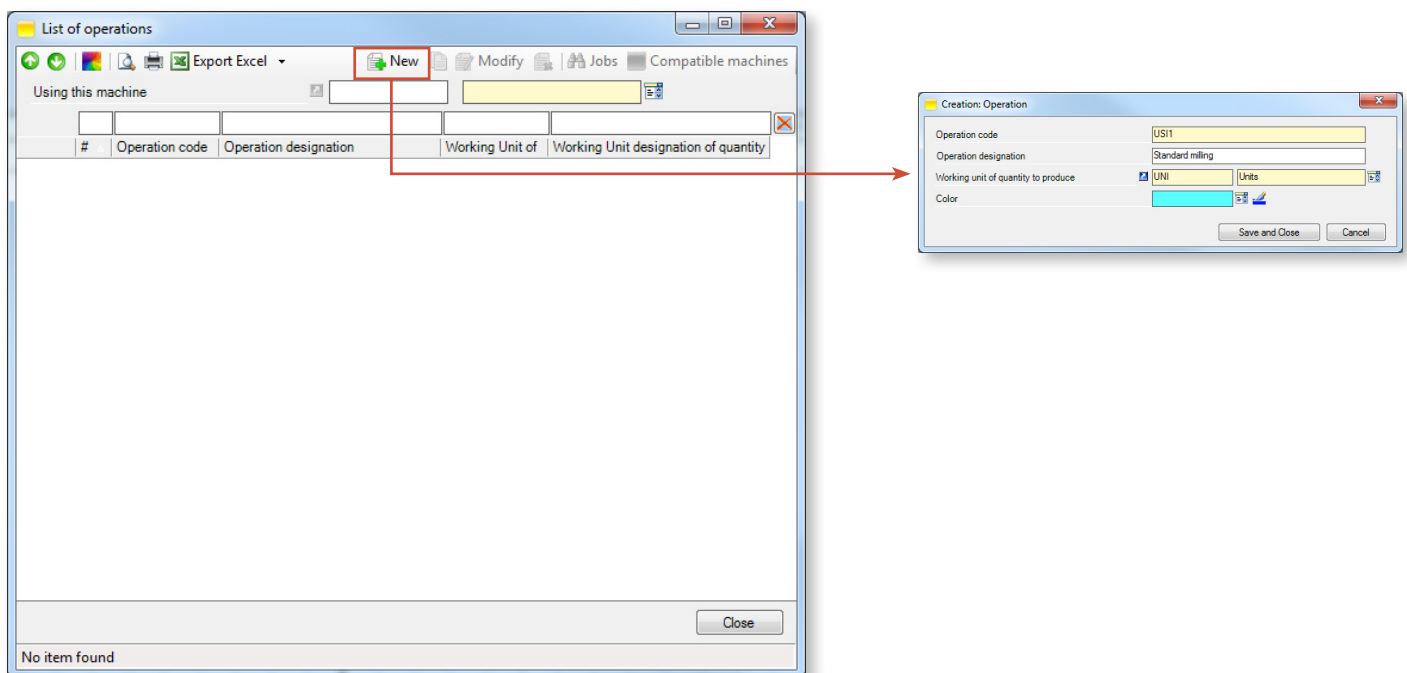 List of operations
Export Excel New Modify Jobs Compatible machines
Using this machine
# Operation code Operation designation Working Unit of Working Unit designation of quantity
Close
No item found
Creation: Operation
Operation code USI1
Operation designation Standard milling
Working unit of quantity to produce UNI Units
Color
Save and Close Cancel